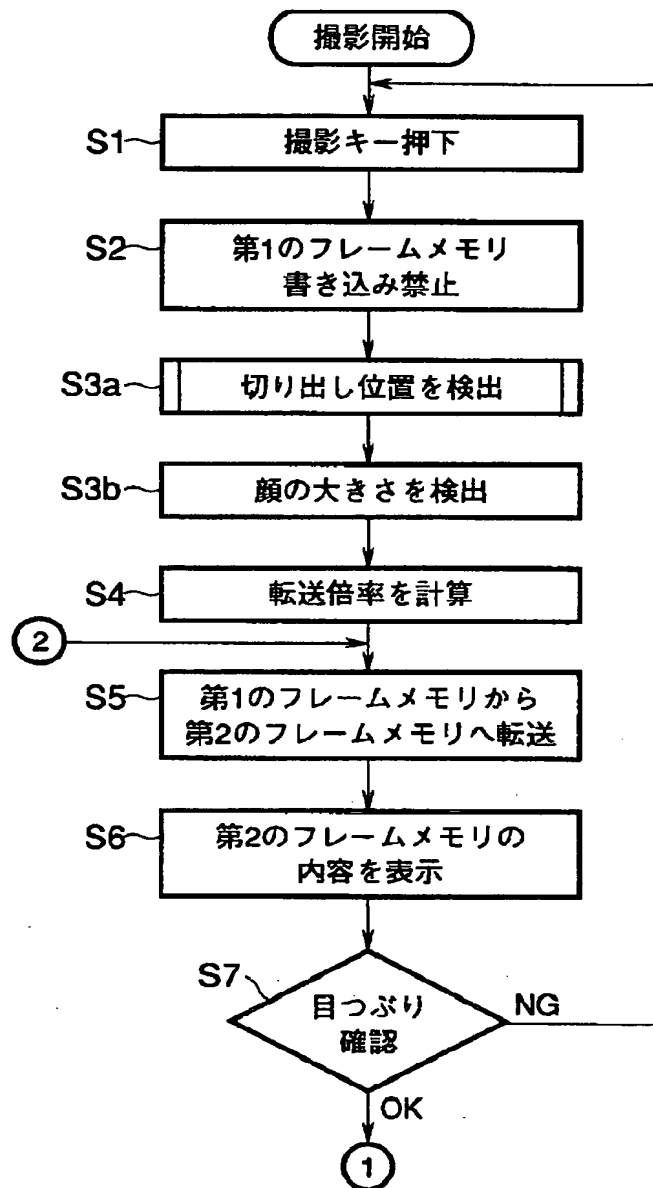 撮影開始
S1
撮影キー押下
S2
第1のフレームメモリ
書き込み禁止
S3a
切り出し位置を検出
S3b
顔の大きさを検出
S4
転送倍率を計算
2
S5
第1のフレームメモリから
第2のフレームメモリへ転送
S6
第2のフレームメモリの
内容を表示
S7
目つぶり
確認
NG
OK
1